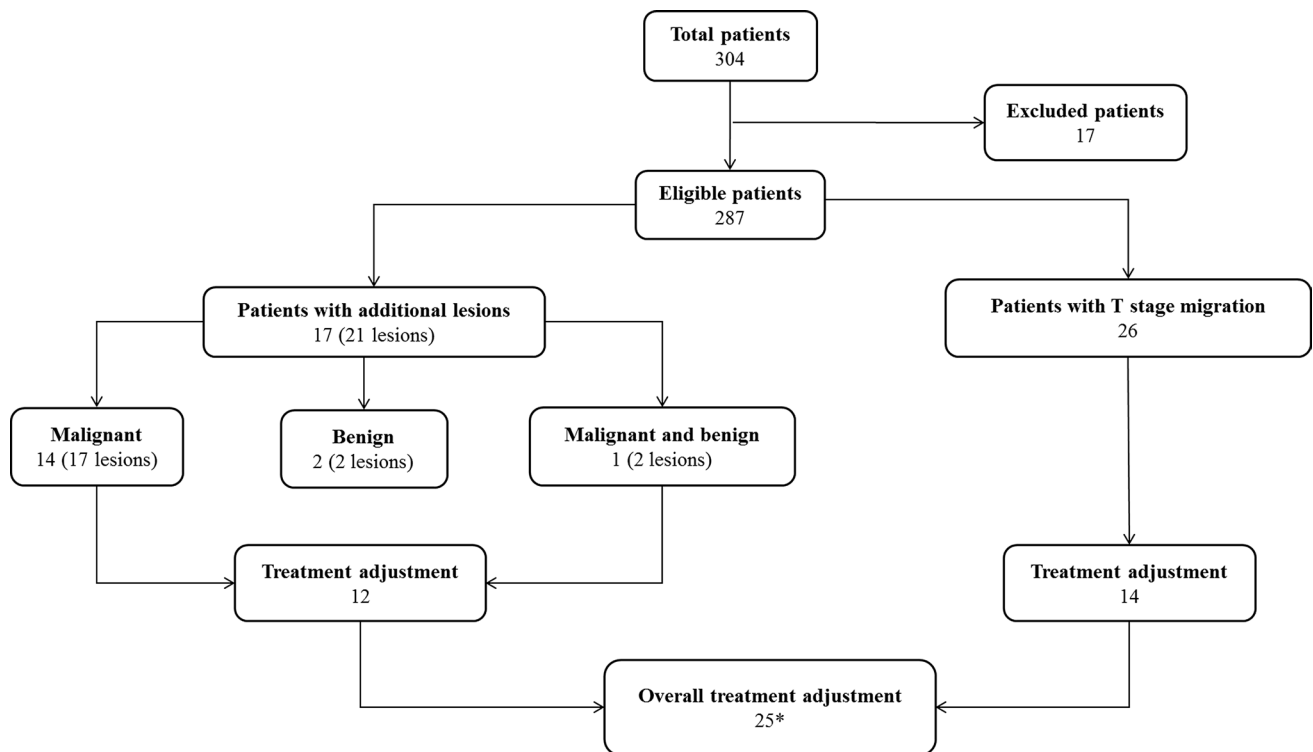 Total patients
304
Excluded patients
17
Eligible patients
287
Patients with additional lesions
17 (21 lesions)
Patients with T stage migration
26
Malignant
14 (17 lesions)
Benign
2 (2 lesions)
Malignant and benign
1 (2 lesions)
Treatment adjustment
12
Treatment adjustment
14
Overall treatment adjustment
25*